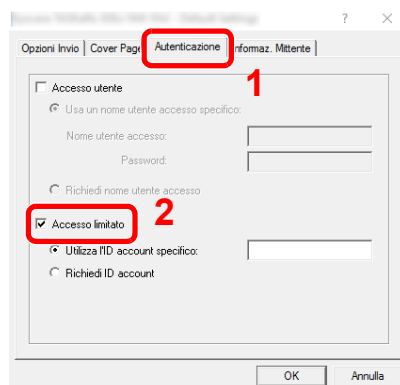 ?
Opzioni Invio Cover Page Autenticazione nformaz. Mittente
1
Accesso utente
Usa un nome utente accesso specifico:
Nome utente accesso:
Password:
Richiedi nome utente accesso
2
Accesso limitato
Utilizza l'ID account specifico:
Richiedi ID account
OK Annulla